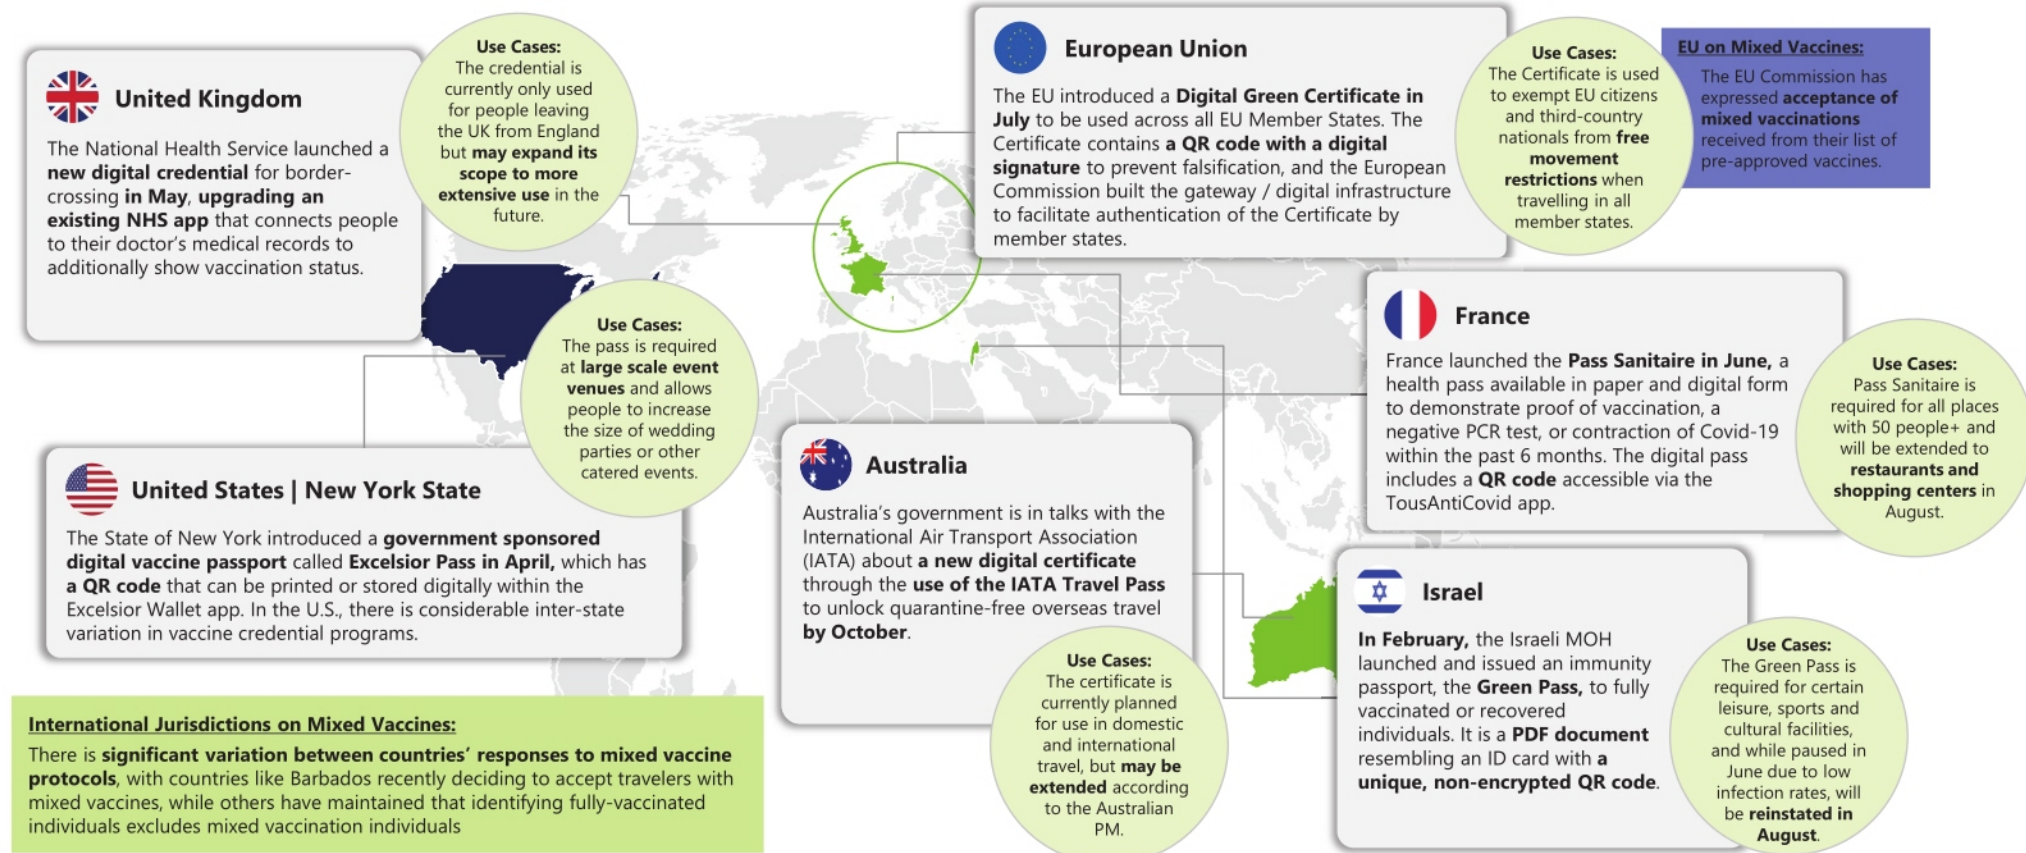 United Kingdom
The National Health Service launched a
new digital credential for border-
crossing in May, upgrading an
existing NHS app that connects people
to their doctor's medical records to
additionally show vaccination status.
Use Cases:
The credential is
currently only used
for people leaving
the UK from England
but may expand its
scope to more
extensive use in the
future.
European Union
The EU introduced a Digital Green Certificate in
July to be used across all EU Member States. The
Certificate contains a QR code with a digital
signature to prevent falsification, and the European
Commission built the gateway / digital infrastructure
to facilitate authentication of the Certificate by
member states.
Use Cases:
The Certificate is used
to exempt EU citizens
and third-country
nationals from free
movement
restrictions when
travelling in all
member states.
EU on Mixed Vaccines:
The EU Commission has
expressed acceptance of
mixed vaccinations
received from their list of
pre-approved vaccines.
United States | New York State
The State of New York introduced a government sponsored
digital vaccine passport called Excelsior Pass in April, which has
a QR code that can be printed or stored digitally within the
Excelsior Wallet app. In the U.S., there is considerable inter-state
variation in vaccine credential programs.
Use Cases:
The pass is required
at large scale event
venues and allows
people to increase
the size of wedding
parties or other
catered events.
Australia
Australia's government is in talks with the
International Air Transport Association
(IATA) about a new digital certificate
through the use of the IATA Travel Pass
to unlock quarantine-free overseas travel
by October.
Use Cases:
The certificate is
currently planned
for use in domestic
and international
travel, but may be
extended according
to the Australian
PM.
France
France launched the Pass Sanitaire in June, a
health pass available in paper and digital form
to demonstrate proof of vaccination, a
negative PCR test, or contraction of Covid-19
within the past 6 months. The digital pass
includes a QR code accessible via the
TousAntiCovid app.
Use Cases:
Pass Sanitaire is
required for all places
with 50 people+ and
will be extended to
restaurants and
shopping centers in
August.
Israel
In February, the Israeli MOH
launched and issued an immunity
passport, the Green Pass, to fully
vaccinated or recovered
individuals. It is a PDF document
resembling an ID card with a
unique, non-encrypted QR code.
Use Cases:
The Green Pass is
required for certain
leisure, sports and
cultural facilities,
and while paused in
June due to low
infection rates, will
be reinstated in
August.
International Jurisdictions on Mixed Vaccines:
There is significant variation between countries' responses to mixed vaccine
protocols, with countries like Barbados recently deciding to accept travelers with
mixed vaccines, while others have maintained that identifying fully-vaccinated
individuals excludes mixed vaccination individuals